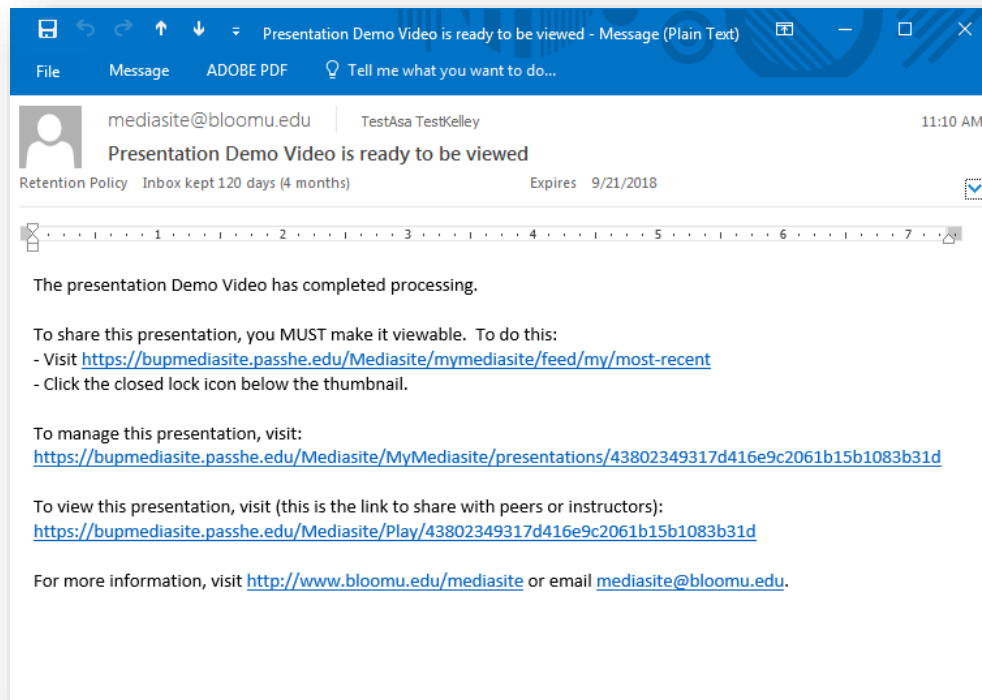 Presentation Demo Video is ready to be viewed - Message (Plain Text)
File Message ADOBE PDF Tell me what you want to do...
mediasite@bloomu.edu TestAsa TestKelley 11:10 AM
Presentation Demo Video is ready to be viewed
Retention Policy Inbox kept 120 days (4 months) Expires 9/21/2018
1 2 3 4 5 6 7
The presentation Demo Video has completed processing.
To share this presentation, you MUST make it viewable. To do this:
- Visit https://bupmediasite.passhe.edu/Mediasite/mymediasite/feed/my/most-recent
- Click the closed lock icon below the thumbnail.
To manage this presentation, visit:
https://bupmediasite.passhe.edu/Mediasite/MyMediasite/presentations/43802349317d416e9c2061b15b1083b31d
To view this presentation, visit (this is the link to share with peers or instructors):
https://bupmediasite.passhe.edu/Mediasite/Play/43802349317d416e9c2061b15b1083b31d
For more information, visit http://www.bloomu.edu/mediasite or email mediasite@bloomu.edu.